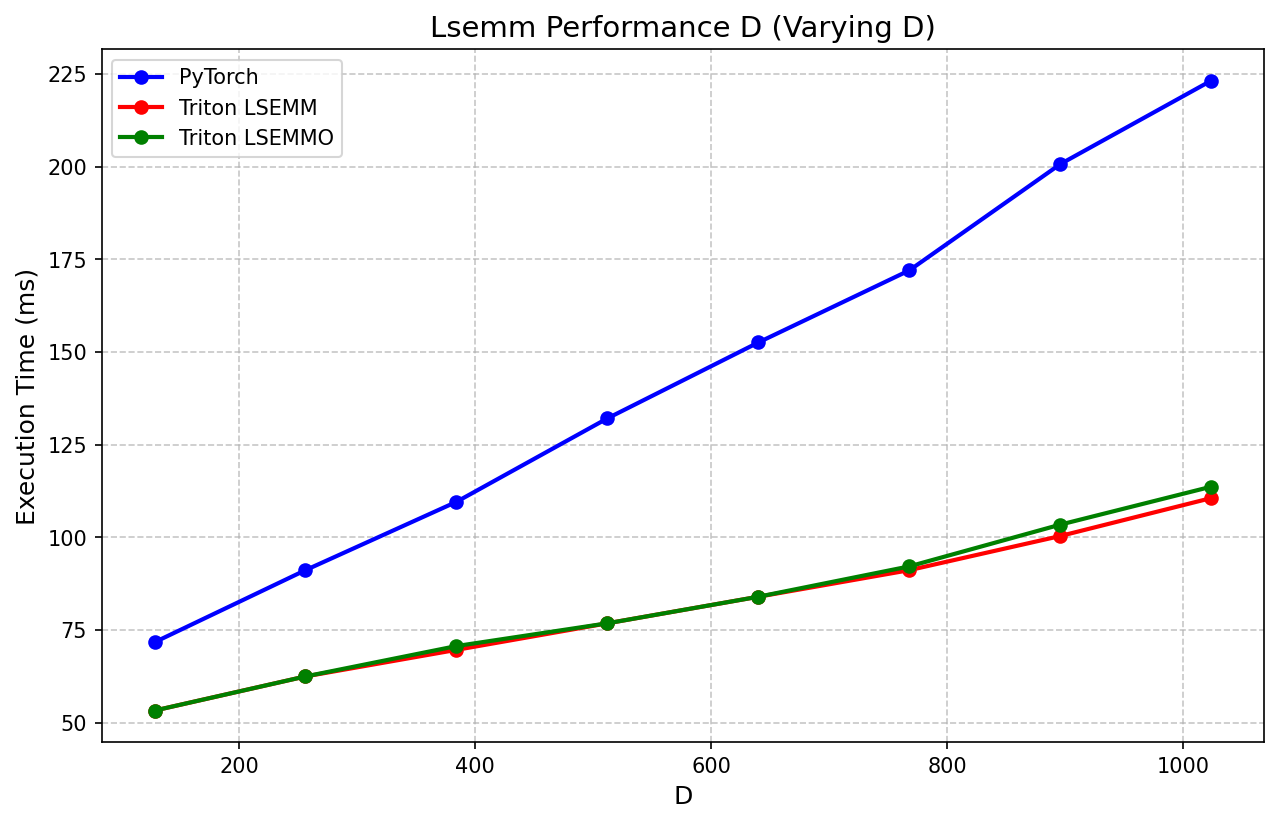 Lsemm Performance D (Varying D)
PyTorch
Triton LSEMM
Triton LSEMMO
Execution Time (ms)
225
200
175
150
125
100
75
50
200
400
600
800
1000
D